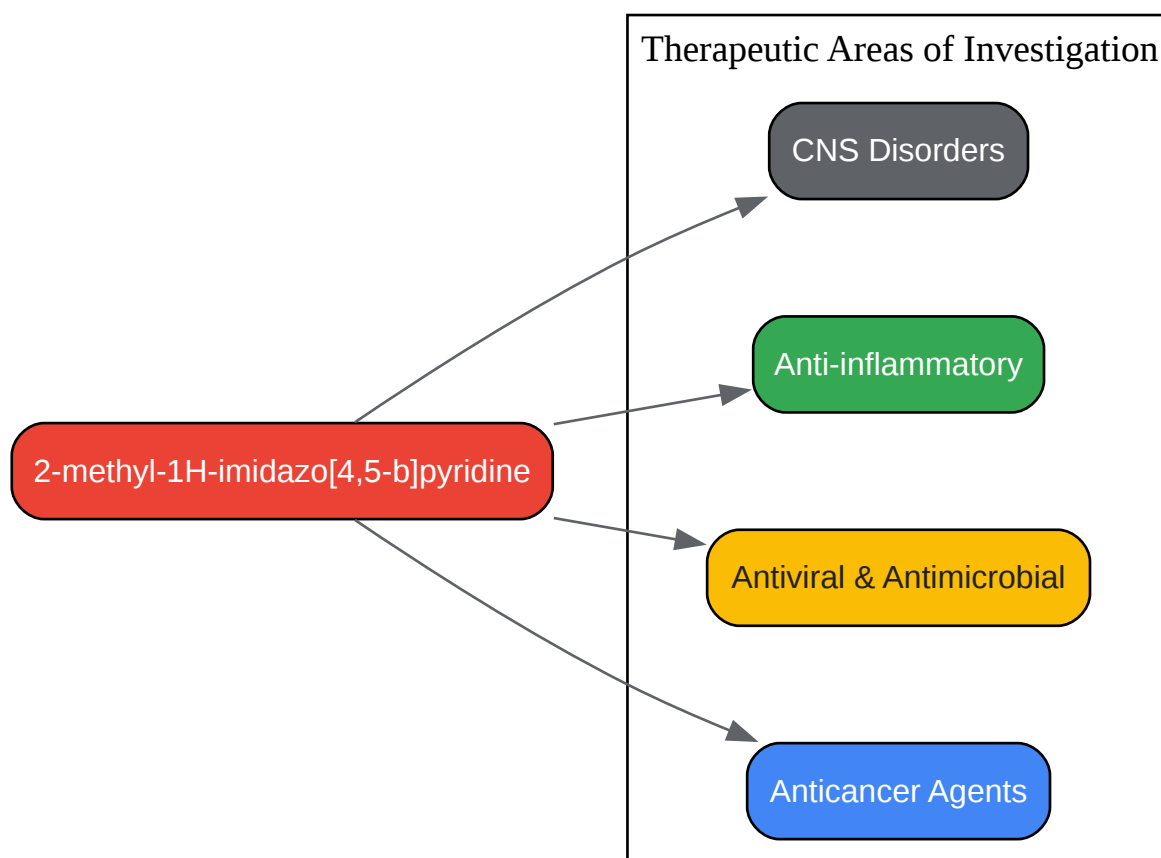 Therapeutic Areas of Investigation
CNS Disorders
Anti-inflammatory
2-methyl-1H-imidazo[4,5-b]pyridine
Antiviral & Antimicrobial
Anticancer Agents